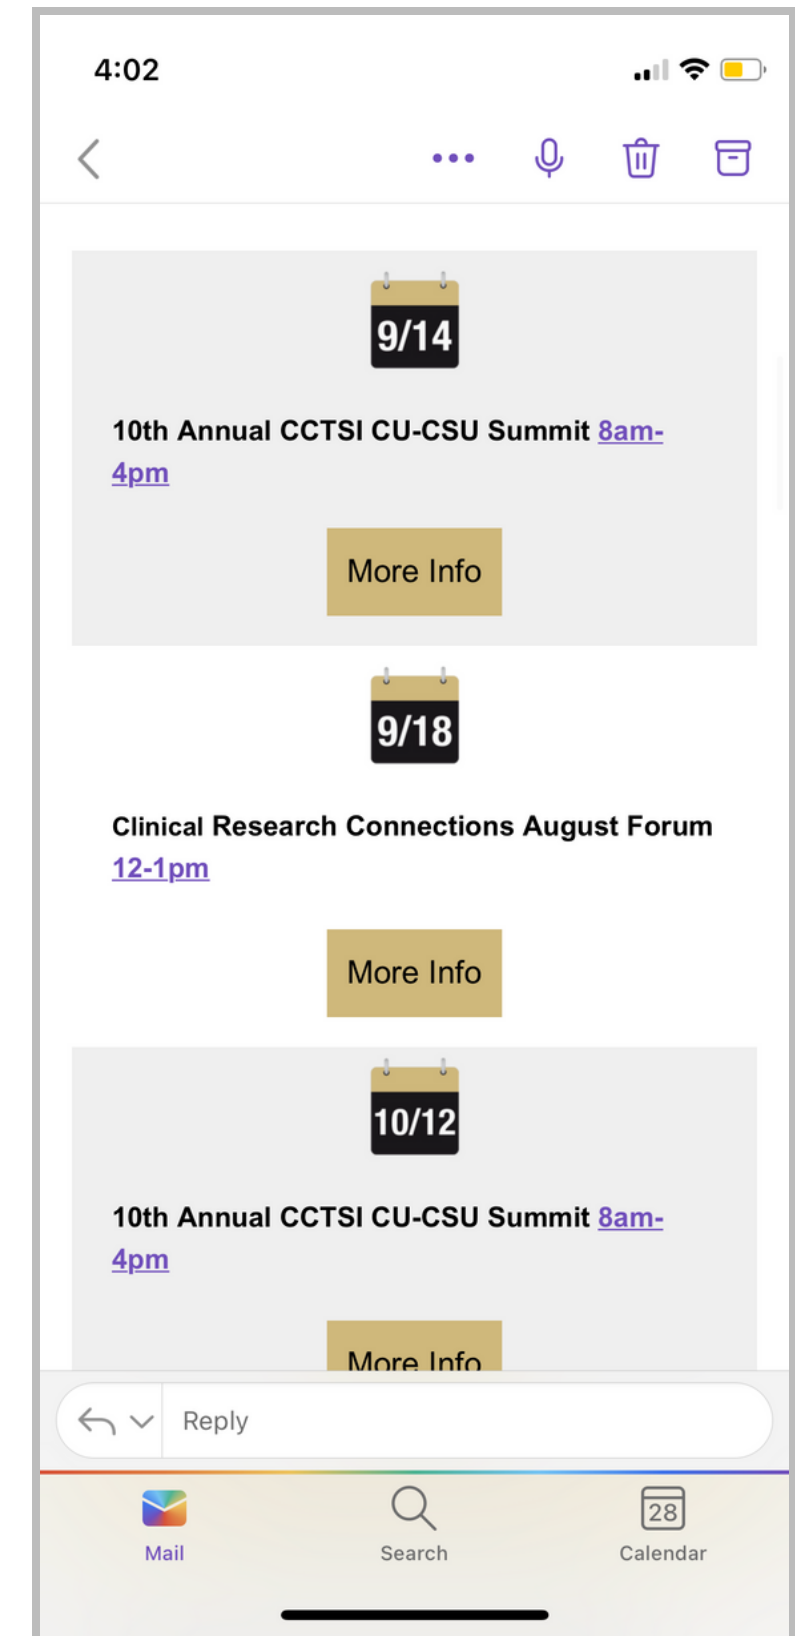 4:02
9/14
10th Annual CCTSI CU-CSU Summit 8am-
4pm
More Info
9/18
Clinical Research Connections August Forum
12-1pm
More Info
10/12
10th Annual CCTSI CU-CSU Summit 8am-
4pm
More Info
Reply
28
Mail
Search
Calendar